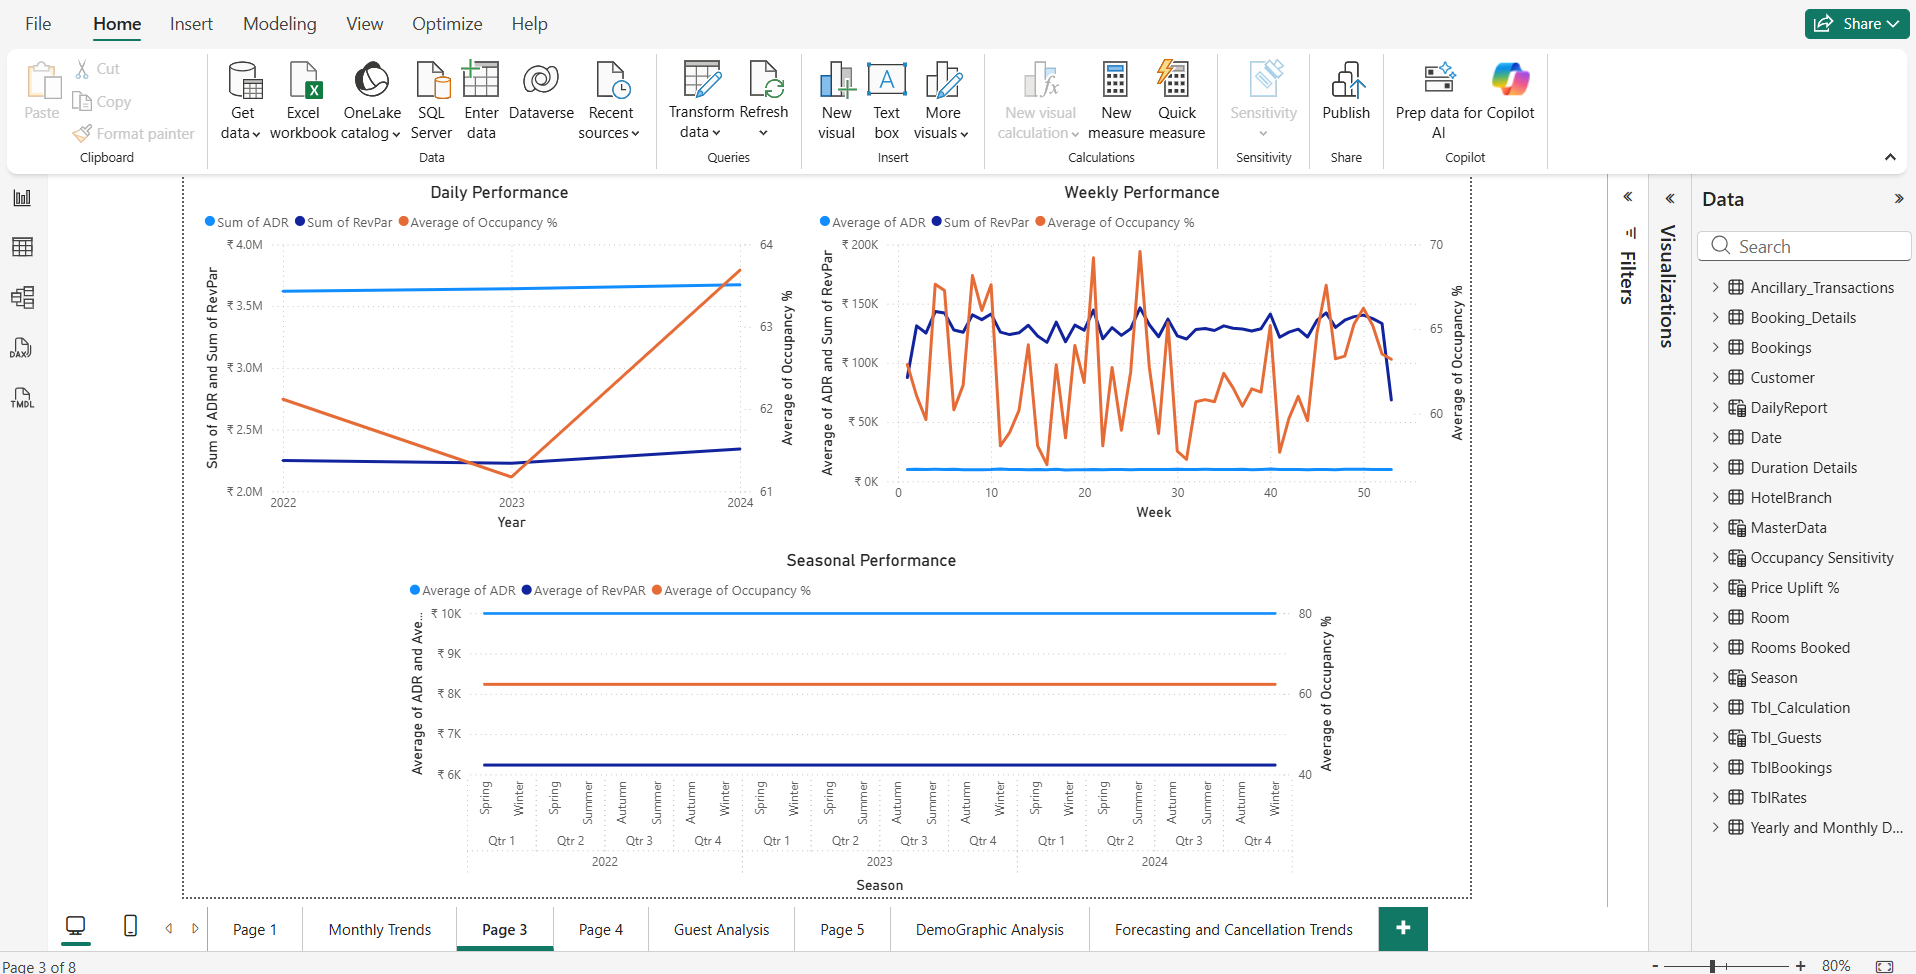 File Home Insert Modeling View Optimize Help Share
Paste
Cut
Copy
Format painter
Clipboard
Get data
Excel workbook
OneLake catalog
SQL Server
Enter data
Dataverse
Recent sources
Data
Transform data
Refresh
Queries
New visual
Text box
More visuals
Insert
New visual calculation
New measure
Quick measure
Calculations
Sensitivity
Sensitivity
Publish
Share
Prep data for AI
Copilot
Copilot
DAX
TMDL
Daily Performance
Sum of ADR Sum of RevPar Average of Occupancy %
Sum of ADR and Sum of RevPar
₹ 4.0M
₹ 3.5M
₹ 3.0M
₹ 2.5M
₹ 2.0M
64
63
62
61
Average of Occupancy %
2022 2023 2024
Year
Weekly Performance
Average of ADR Sum of RevPar Average of Occupancy %
Average of ADR and Sum of RevPar
₹ 200K
₹ 150K
₹ 100K
₹ 50K
₹ 0K
70
65
60
Average of Occupancy %
0 10 20 30 40 50
Week
Seasonal Performance
Average of ADR Average of RevPAR Average of Occupancy %
Average of ADR and Ave...
₹ 10K
₹ 9K
₹ 8K
₹ 7K
₹ 6K
80
60
40
Average of Occupancy %
Spring Winter Spring Summer Autumn Summer Autumn Winter Spring Winter Spring Summer Autumn Summer Autumn Winter Spring Winter Spring Summer Autumn Summer Autumn Winter
Qtr 1 Qtr 2 Qtr 3 Qtr 4 Qtr 1 Qtr 2 Qtr 3 Qtr 4 Qtr 1 Qtr 2 Qtr 3 Qtr 4
2022 2023 2024
Season
Filters
Visualizations
Data
Search
Ancillary_Transactions
Booking_Details
Bookings
Customer
DailyReport
Date
Duration Details
HotelBranch
MasterData
Occupancy Sensitivity
Price Uplift %
Room
Rooms Booked
Season
Tbl_Calculation
Tbl_Guests
TblBookings
TblRates
Yearly and Monthly D...
Page 1 Monthly Trends Page 3 Page 4 Guest Analysis Page 5 DemoGraphic Analysis Forecasting and Cancellation Trends +
Page 3 of 8
- + 80%